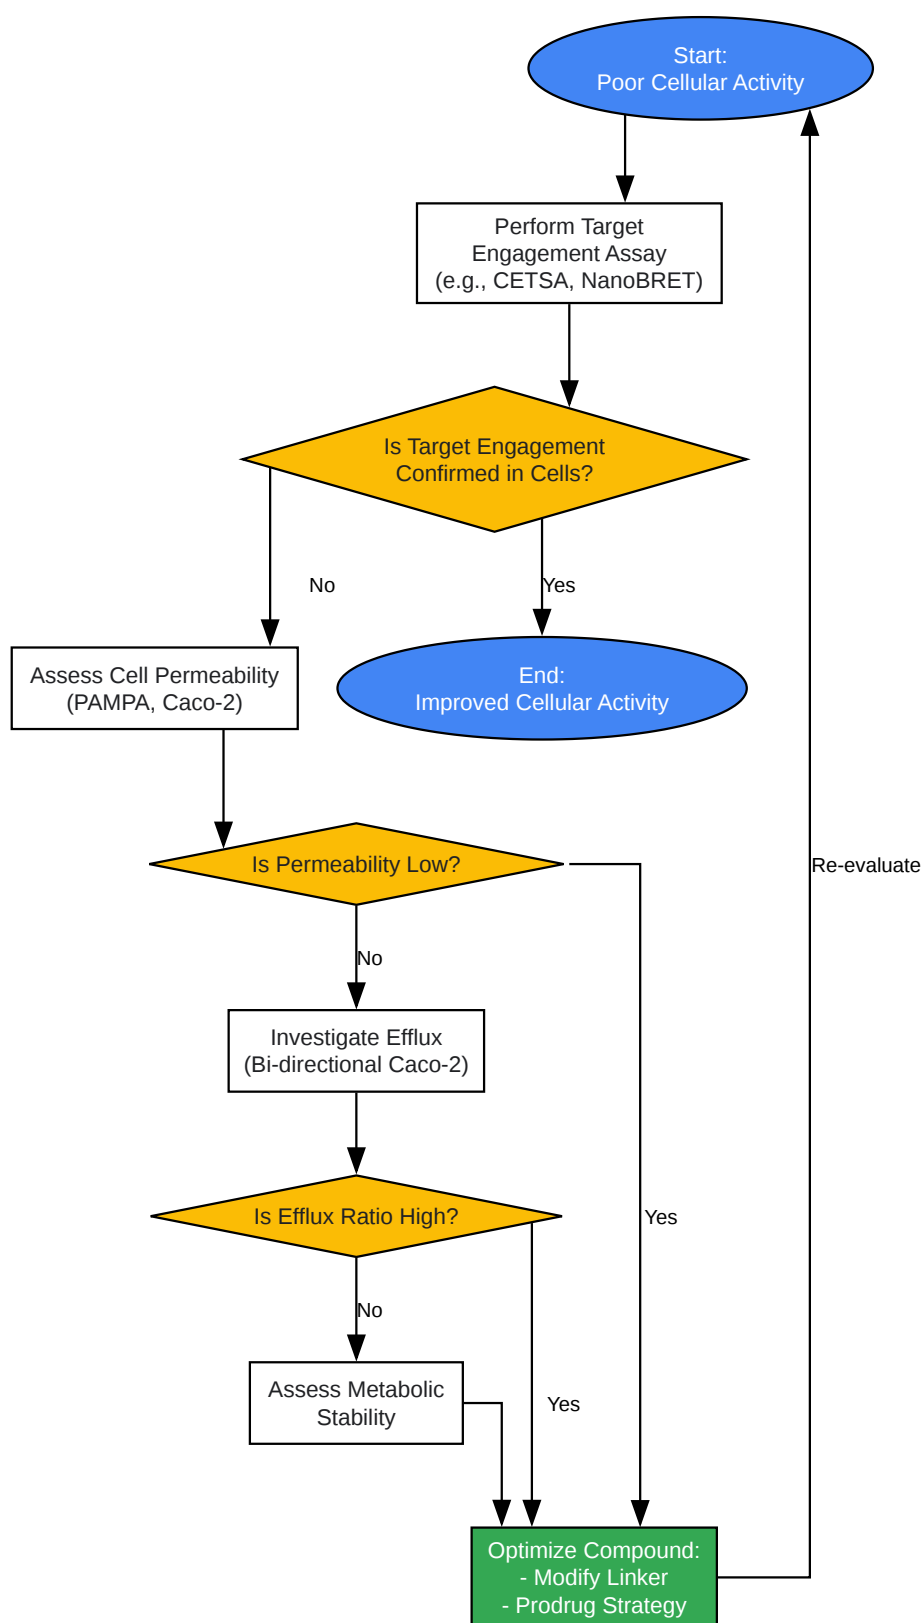 Start:
Poor Cellular Activity
Perform Target
Engagement Assay
(e.g., CETSA, NanoBRET)
Is Target Engagement
Confirmed in Cells?
No
Yes
Assess Cell Permeability
(PAMPA, Caco-2)
End:
Improved Cellular Activity
Is Permeability Low?
Re-evaluate
No
Investigate Efflux
(Bi-directional Caco-2)
Is Efflux Ratio High?
Yes
No
Assess Metabolic
Stability
Yes
Optimize Compound:
- Modify Linker
- Prodrug Strategy